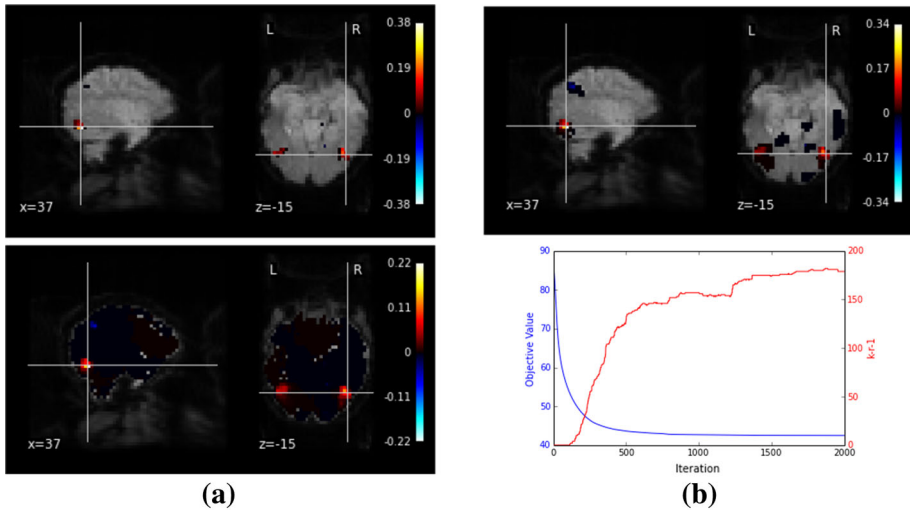 L R
0.38
0.19
0
-0.19
-0.38
x=37 z=-15
L R
0.34
0.17
0
-0.17
-0.34
x=37 z=-15
L R
0.22
0.11
0
-0.11
-0.22
x=37 z=-15
90
80
70
60
50
40
Objective Value
200
150
100
50
0
k-r-1
0 500 1000 1500 2000
Iteration
(a) (b)